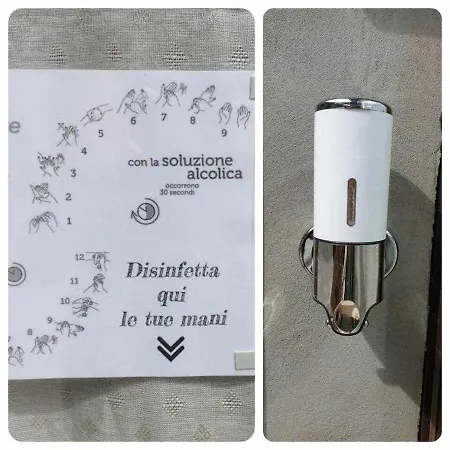 e
6 7 8
5 9
4
3
2
1
con la soluzione
alcolica
occorrono
30 secondi
12
11
10
9
8
Disinfetta
qui
le tue mani